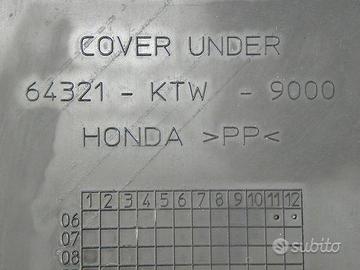 COVER UNDER
64321 - KTW - 9000
HONDA >PP<
1 2 3 4 5 6 7 8 9 10 11 12
06
07
08
subito